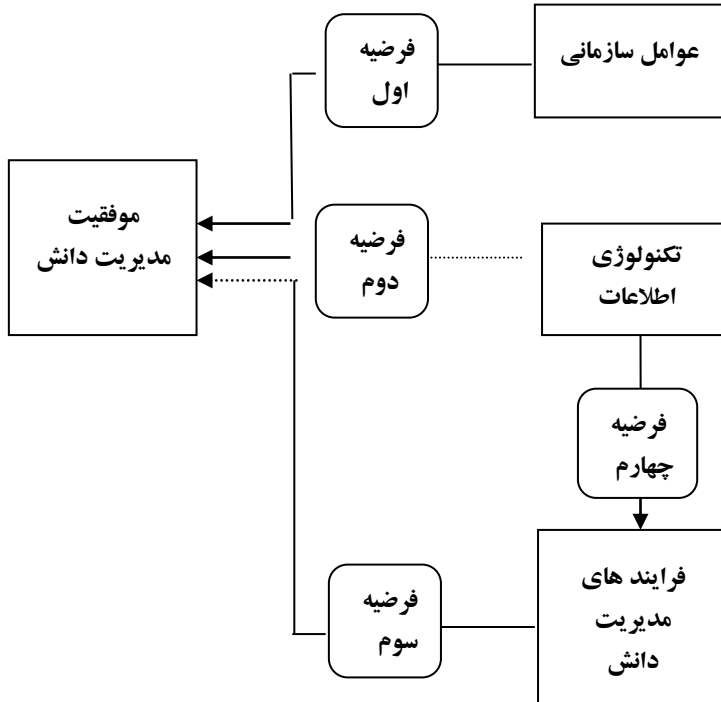 عوامل سازمانی
فرضیه
اول
موفقیت
مدیریت دانش
فرضیه
دوم
تکنولوژی
اطلاعات
فرضیه
چهارم
فرایند های
مدیریت
دانش
فرضیه
سوم